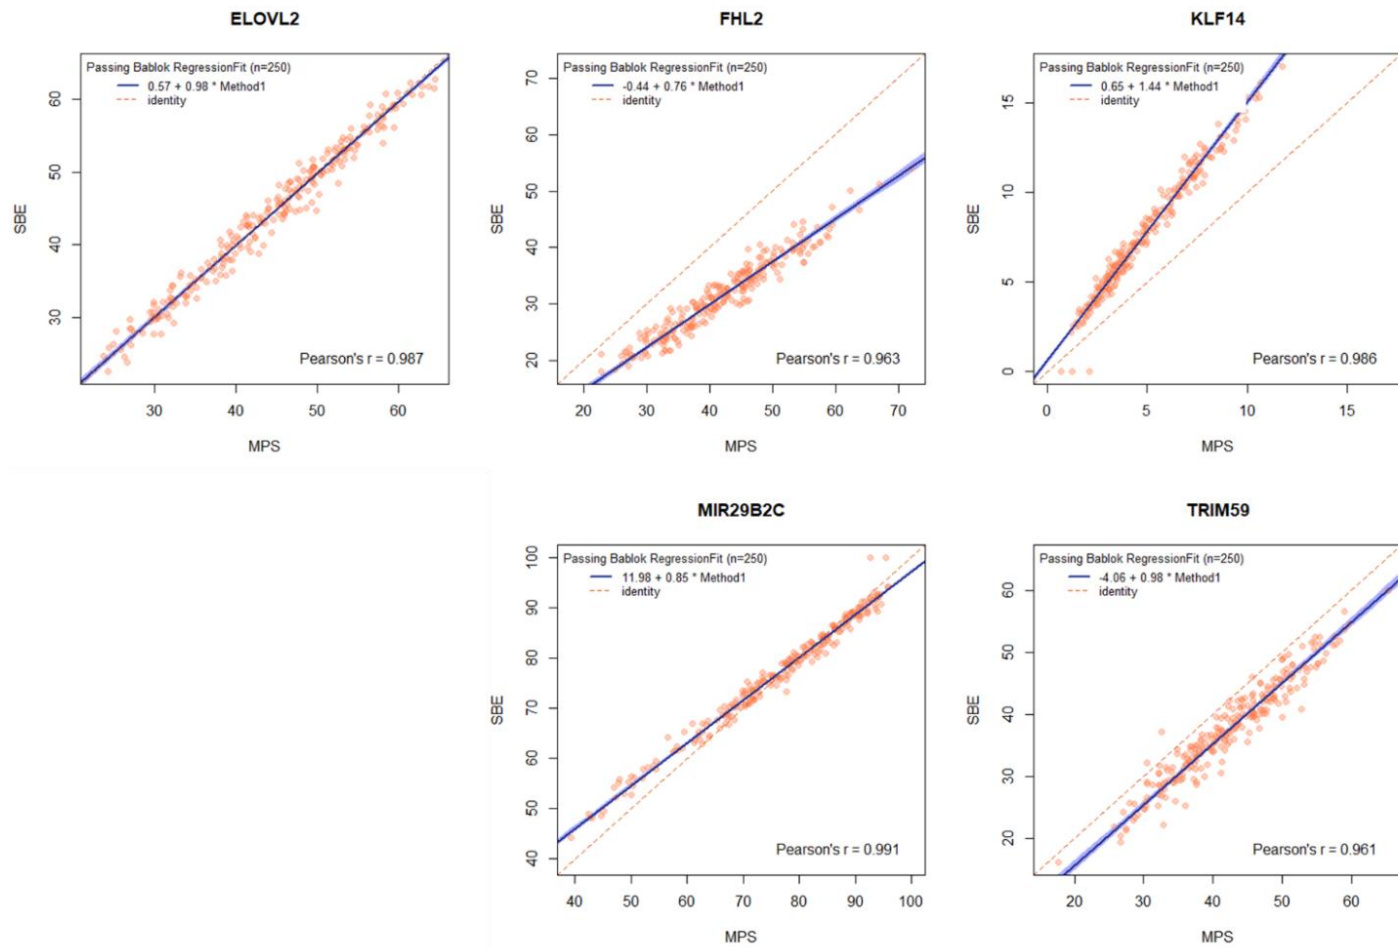 ELOVL2
Passing Bablok RegressionFit (n=250)
0.57 + 0.98 * Method1
identity
60
50
40
30
SBE
Pearson's r = 0.987
30 40 50 60
MPS
FHL2
Passing Bablok RegressionFit (n=250)
-0.44 + 0.76 * Method1
identity
70
60
50
40
30
20
SBE
Pearson's r = 0.963
20 30 40 50 60 70
MPS
KLF14
Passing Bablok RegressionFit (n=250)
0.65 + 1.44 * Method1
identity
15
10
5
0
SBE
Pearson's r = 0.986
0 5 10 15
MPS
MIR29B2C
Passing Bablok RegressionFit (n=250)
11.98 + 0.85 * Method1
identity
100
90
80
70
60
50
40
SBE
Pearson's r = 0.991
40 50 60 70 80 90 100
MPS
TRIM59
Passing Bablok RegressionFit (n=250)
-4.06 + 0.98 * Method1
identity
60
50
40
30
20
SBE
Pearson's r = 0.961
20 30 40 50 60
MPS